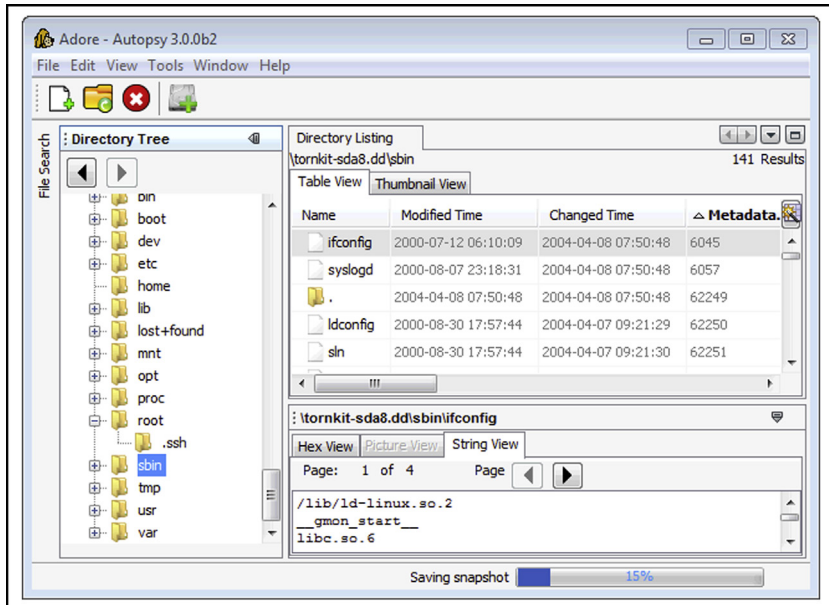 Adore - Autopsy 3.0.0b2
File Edit View Tools Window Help
File Search
Directory Tree
bin
boot
dev
etc
home
lib
lost+found
mnt
opt
proc
root
.ssh
sbin
tmp
usr
var
Directory Listing
\tornkit-sda8.dd\sbin 141 Results
Table View Thumbnail View
Name Modified Time Changed Time Metadata.
ifconfig 2000-07-12 06:10:09 2004-04-08 07:50:48 6045
syslogd 2000-08-07 23:18:31 2004-04-08 07:50:48 6057
. 2004-04-08 07:50:48 2004-04-08 07:50:48 62249
ldconfig 2000-08-30 17:57:44 2004-04-07 09:21:29 62250
sln 2000-08-30 17:57:44 2004-04-07 09:21:30 62251
\tornkit-sda8.dd\sbin\ifconfig
Hex View Picture View String View
Page: 1 of 4 Page
/lib/ld-linux.so.2
__gmon_start__
libc.so.6
Saving snapshot 15%